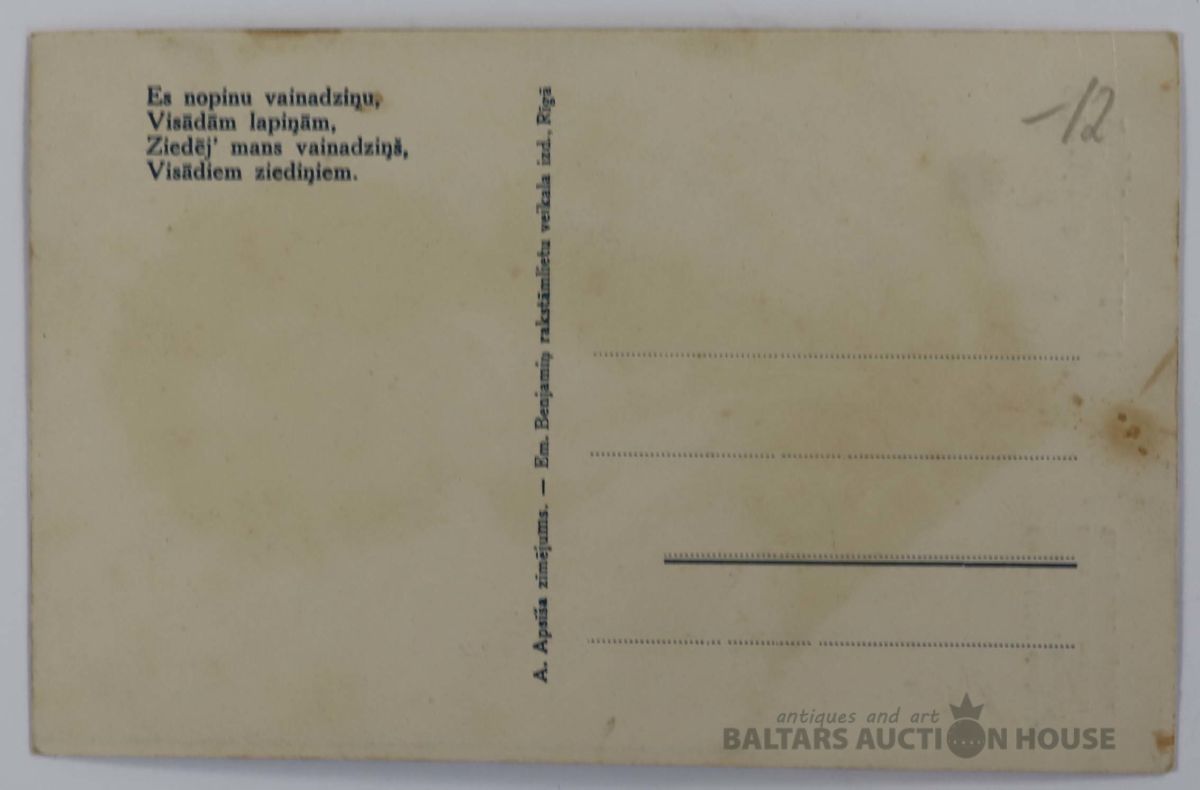 Es nopinu vainadziņu,
Visādām lapiņām,
Ziedēj' mans vainadziņš,
Visādiem ziediņiem.
A. Apsīša zīmējums. — Em. Benjamiņ rakstāmlietu veikala izd., Rīgā
-12
antiques and art
BALTARS AUCTION HOUSE